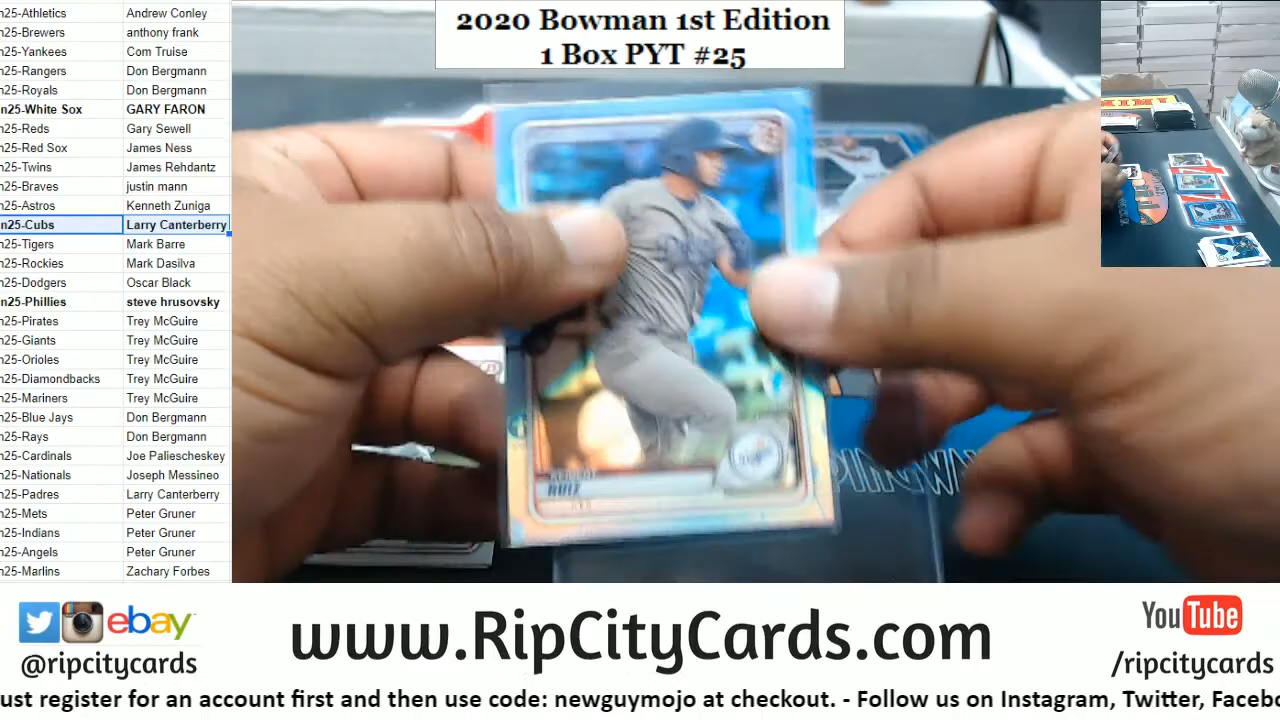 2020 Bowman 1st Edition
1 Box PYT #25
n25-Athletics Andrew Conley
n25-Brewers anthony frank
n25-Yankees Com Truise
n25-Rangers Don Bergmann
n25-Royals Don Bergmann
n25-White Sox GARY FARON
n25-Reds Gary Sewell
n25-Red Sox James Ness
n25-Twins James Rehdantz
n25-Braves justin mann
n25-Astros Kenneth Zuniga
n25-Cubs Larry Canterberry
n25-Tigers Mark Barre
n25-Rockies Mark Dasilva
n25-Dodgers Oscar Black
n25-Phillies steve hrusovsky
n25-Pirates Trey McGuire
n25-Giants Trey McGuire
n25-Orioles Trey McGuire
n25-Diamondbacks Trey McGuire
n25-Mariners Trey McGuire
n25-Blue Jays Don Bergmann
n25-Rays Don Bergmann
n25-Cardinals Joe Paliescheskey
n25-Nationals Joseph Messineo
n25-Padres Larry Canterberry
n25-Mets Peter Gruner
n25-Indians Peter Gruner
n25-Angels Peter Gruner
n25-Marlins Zachary Forbes
RUIZ
ebay
@ripcitycards
www.RipCityCards.com
YouTube
/ripcitycards
ust register for an account first and then use code: newguymojo at checkout. - Follow us on Instagram, Twitter, Facebo